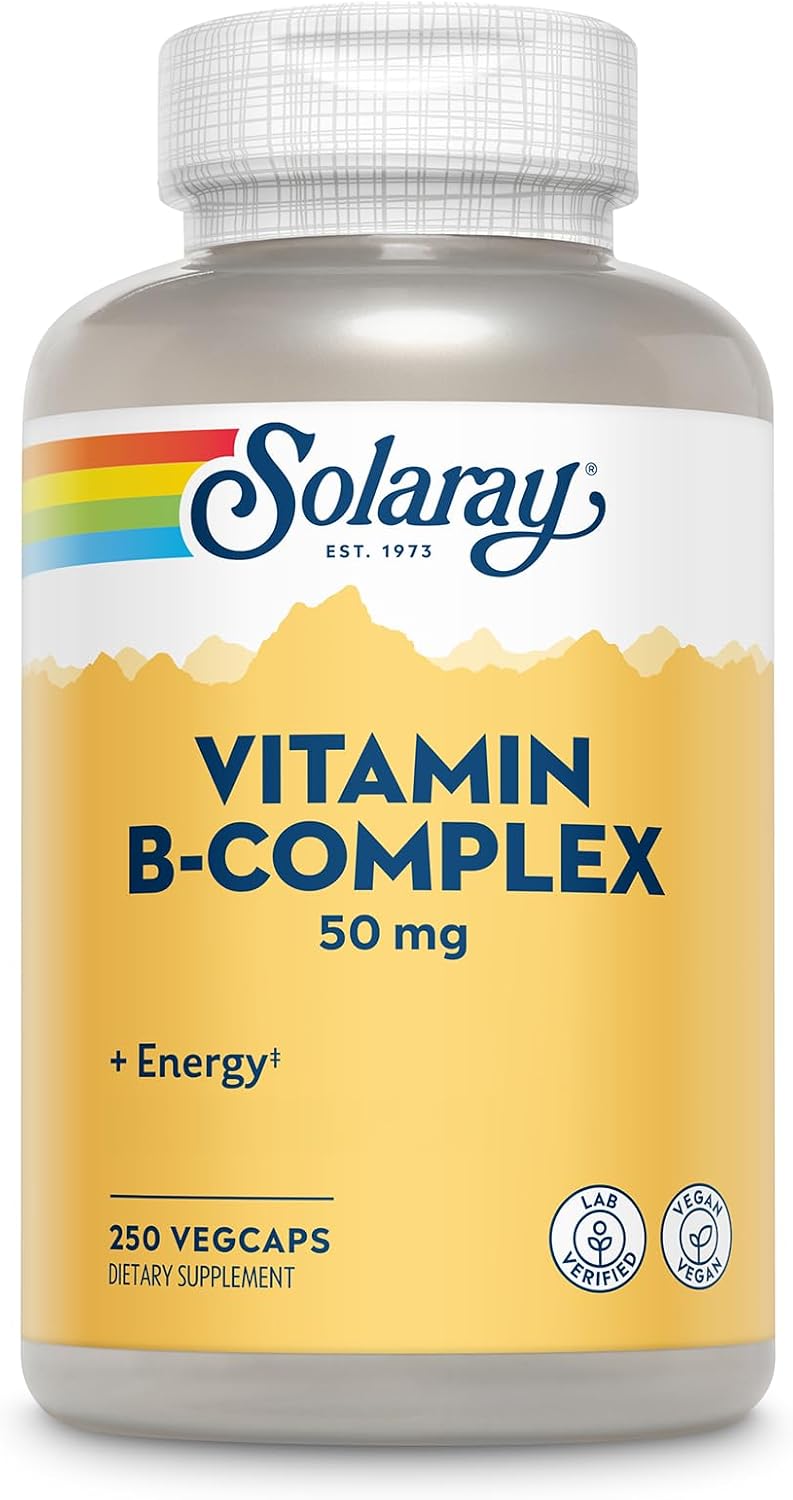 Solaray®
EST. 1973
VITAMIN
B-COMPLEX
50 mg
+ Energy‡
250 VEGCAPS
DIETARY SUPPLEMENT
LAB
VERIFIED
VEGAN
VEGAN